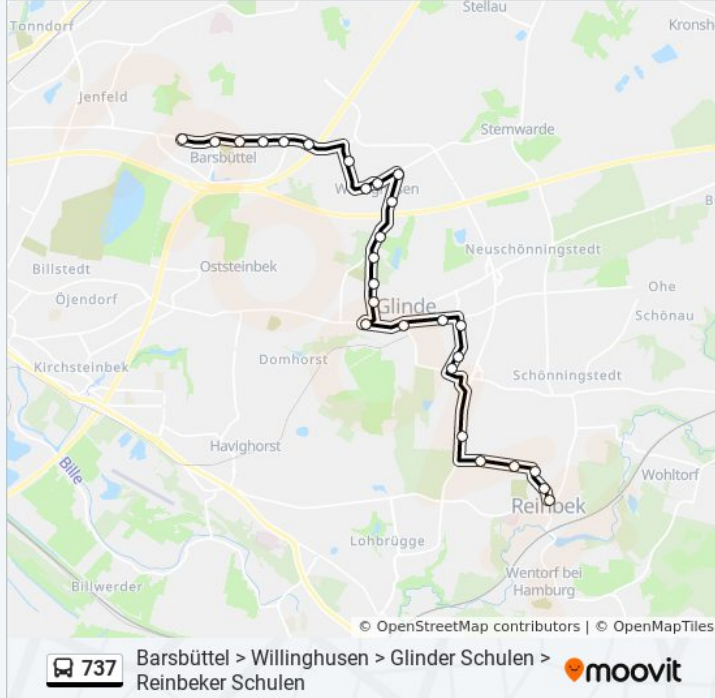 Stellau
Tonndorf
Kronsh
Jenfeld
Stemwarde
Barsbüttel
Willinghusen
B
Neuschönningstedt
Billstedt
Oststeinbek
Öjendorf
Ohe
Glinde
Schönau
Kirchsteinbek
Domhorst
Schönningstedt
Havighorst
Wohltorf
Bille
Reinbek
Lohbrügge
Wentorf bei
Hamburg
Billwerder
© OpenStreetMap contributors | © OpenMapTiles
737
Barsbüttel > Willinghusen > Glinder Schulen >
Reinbeker Schulen
moovit